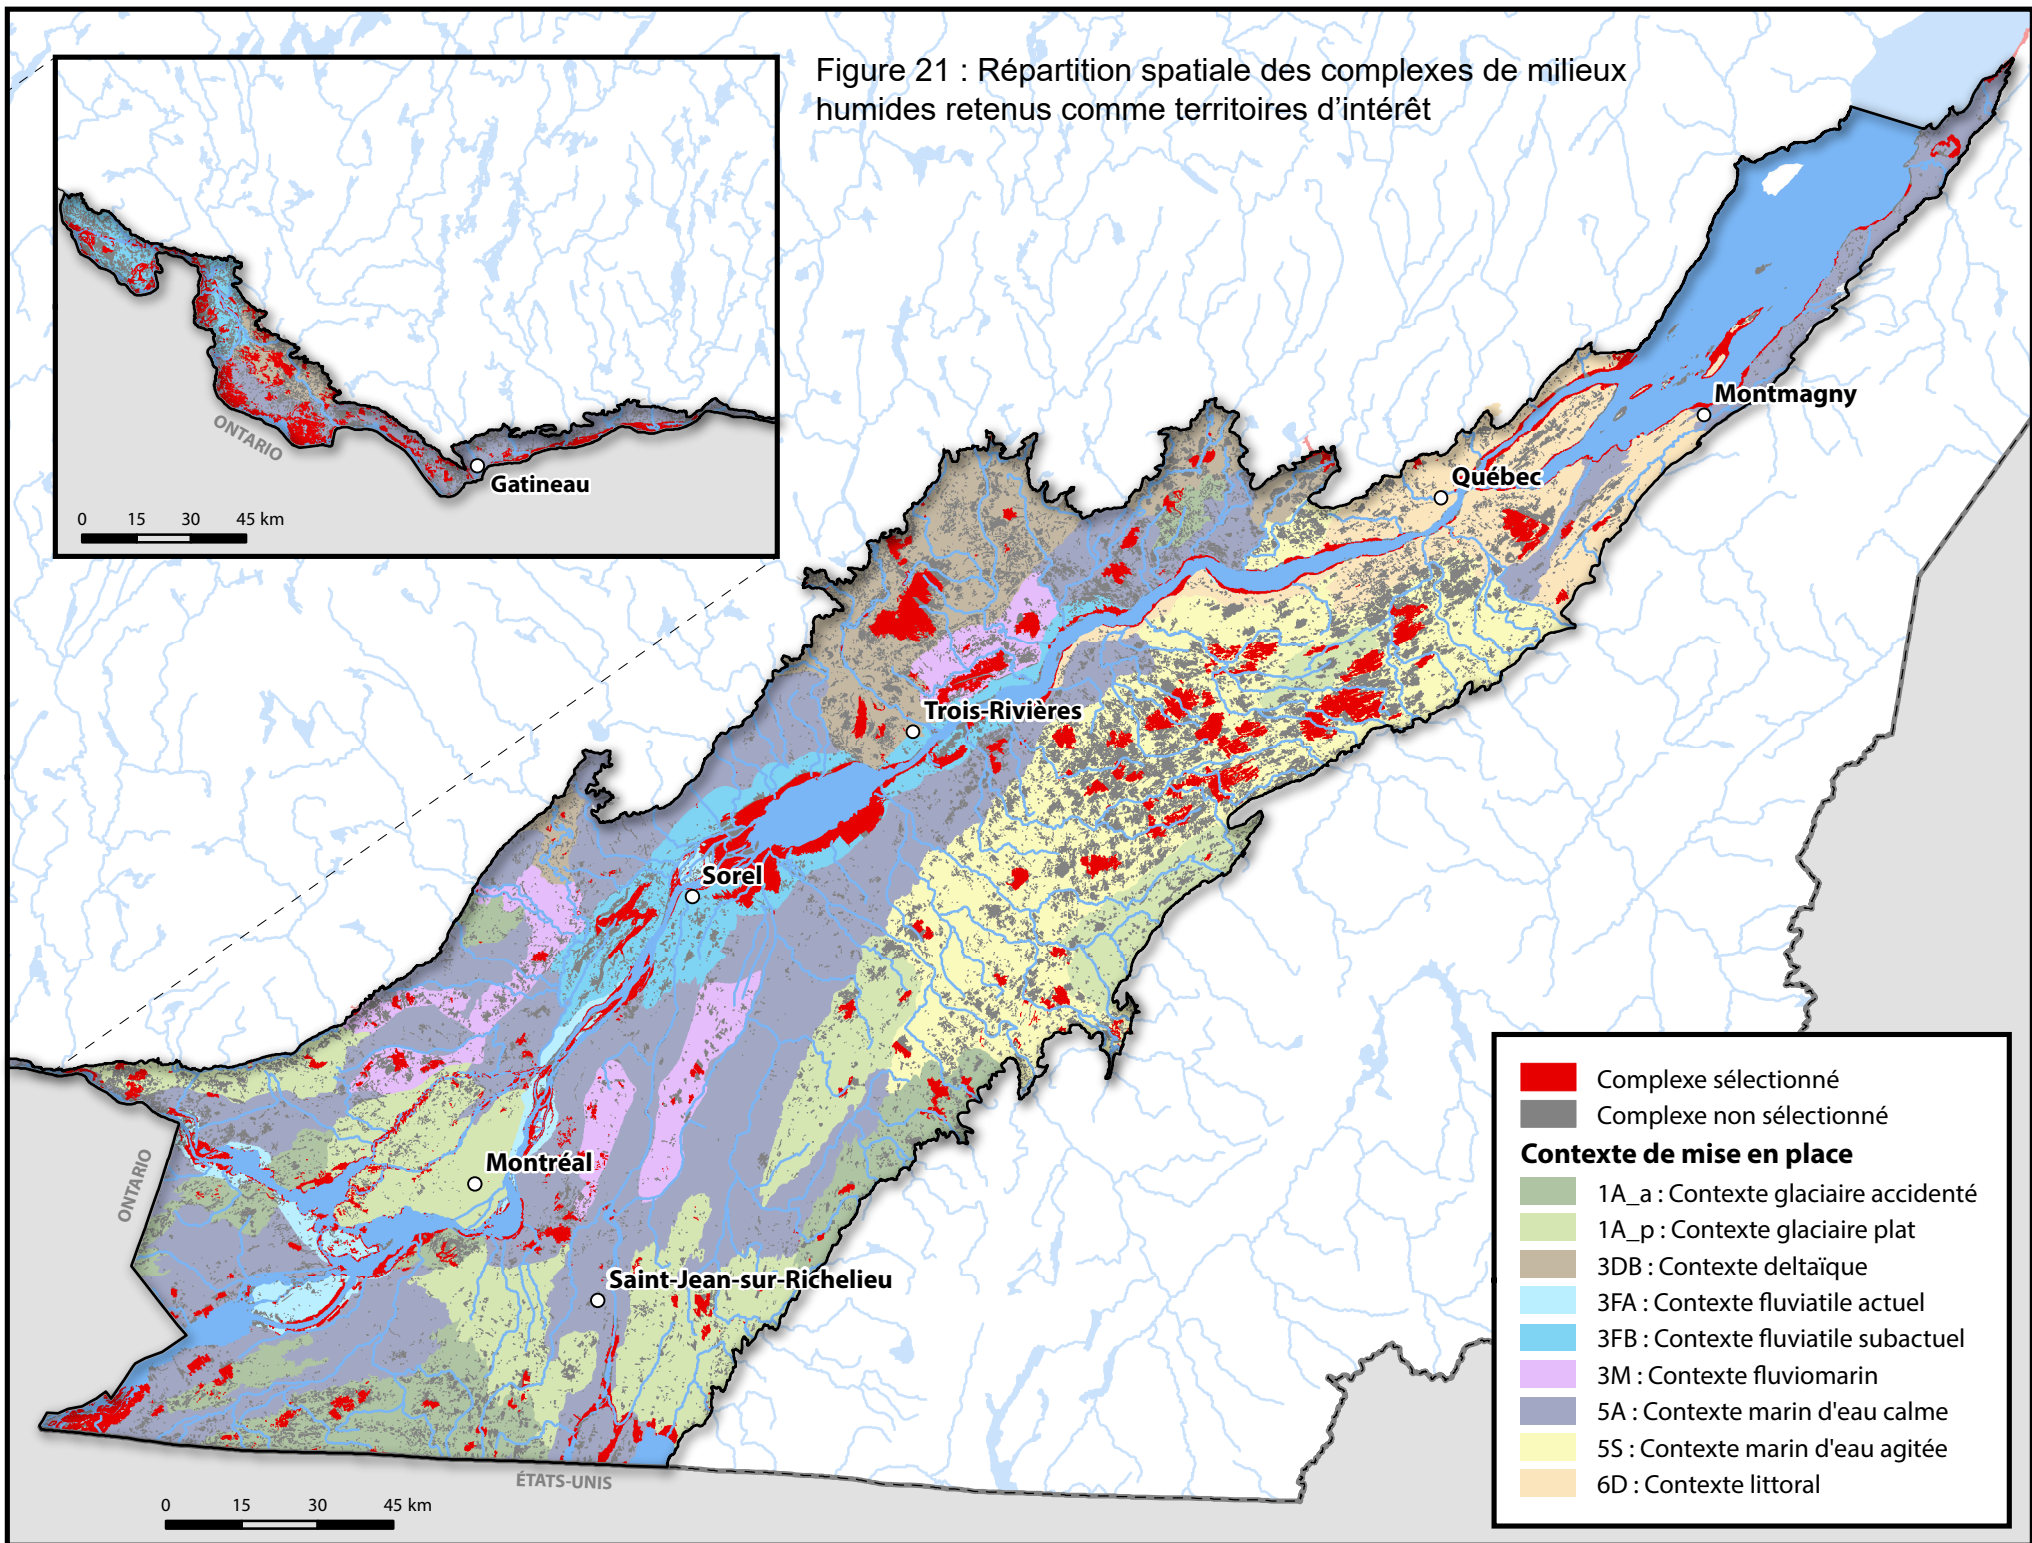 Figure 21 : Répartition spatiale des complexes de milieux
humides retenus comme territoires d'intérêt
ONTARIO
Gatineau
0 15 30 45 km
Montmagny
Québec
Trois-Rivières
Sorel
Montréal
ONTARIO
Saint-Jean-sur-Richelieu
ÉTATS-UNIS
0 15 30 45 km
Complexe sélectionné
Complexe non sélectionné
Contexte de mise en place
1A_a : Contexte glaciaire accidenté
1A_p : Contexte glaciaire plat
3DB : Contexte deltaïque
3FA : Contexte fluviatile actuel
3FB : Contexte fluviatile subactuel
3M : Contexte fluviomarin
5A : Contexte marin d'eau calme
5S : Contexte marin d'eau agitée
6D : Contexte littoral